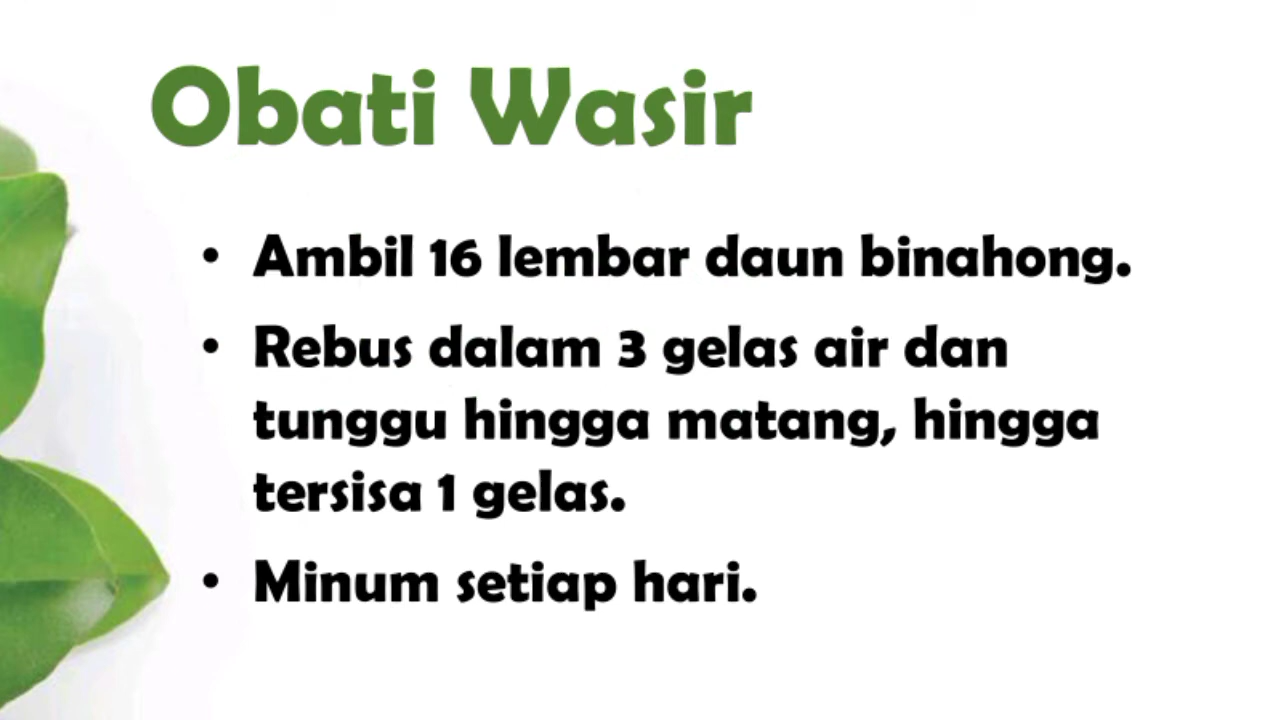 Obati Wasir
• Ambil 16 lembar daun binahong.
• Rebus dalam 3 gelas air dan
tunggu hingga matang, hingga
tersisa 1 gelas.
• Minum setiap hari.